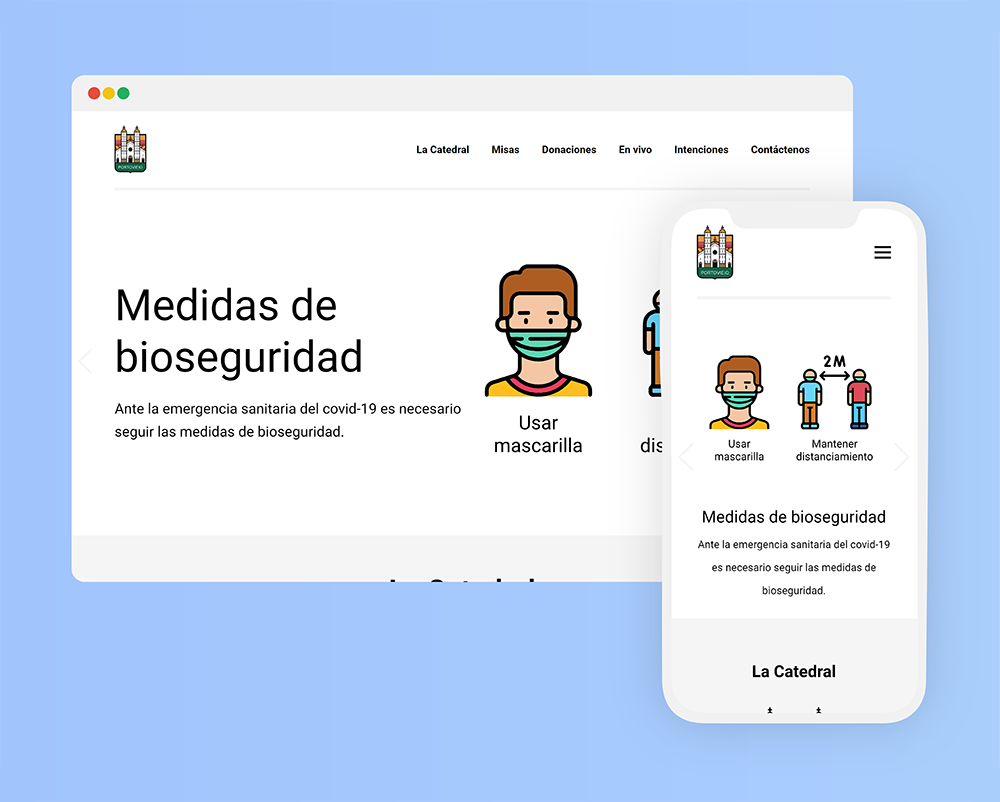 PORTOVIEJO
La Catedral Misas Donaciones En vivo Intenciones Contáctenos
Medidas de
bioseguridad
Ante la emergencia sanitaria del covid-19 es necesario
seguir las medidas de bioseguridad.
Usar
mascarilla
dis
La Catedral
PORTOVIEJO
2M
Usar
mascarilla
Mantener
distanciamiento
Medidas de bioseguridad
Ante la emergencia sanitaria del covid-19
es necesario seguir las medidas de
bioseguridad.
La Catedral